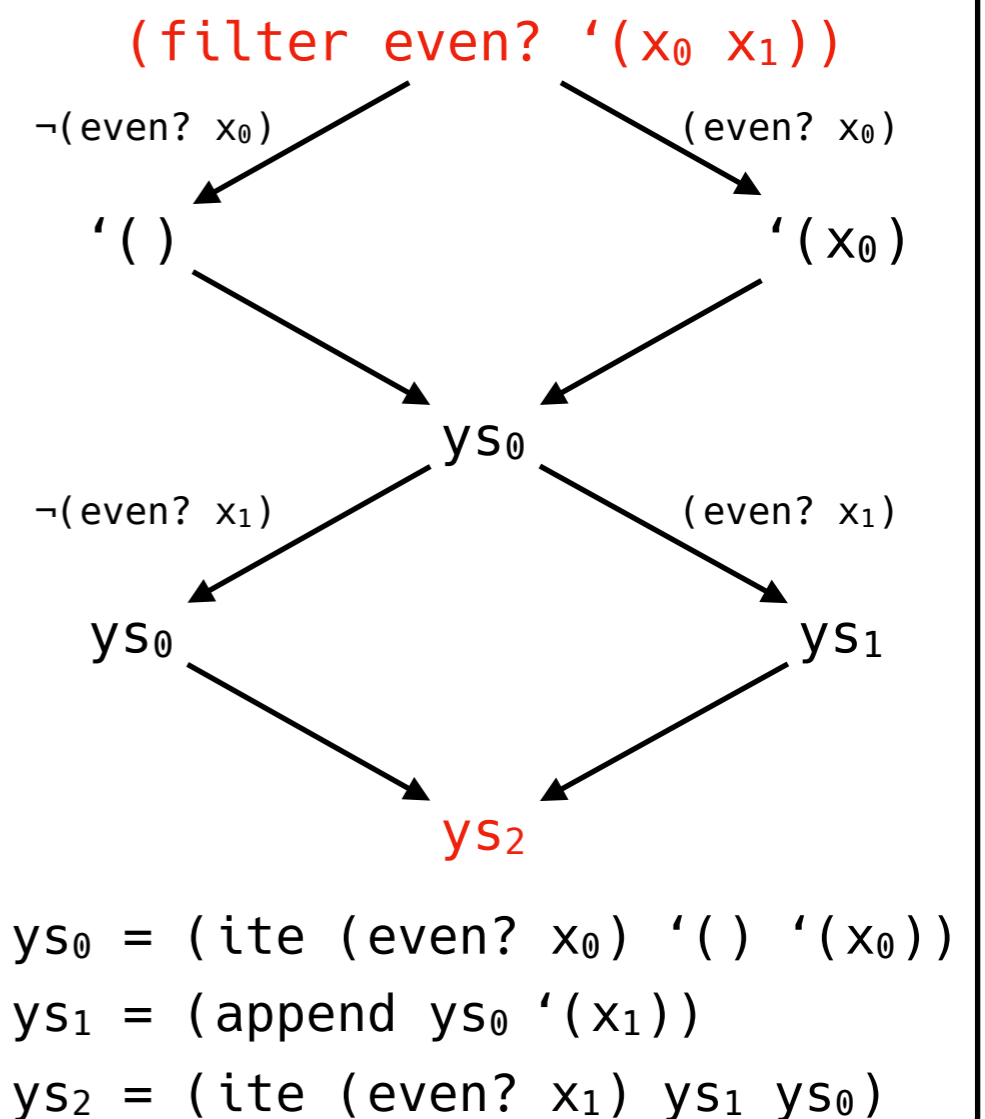 (filter even? ‘(x₀ x₁))
¬(even? x₀) (even? x₀)
‘() ‘(x₀)
ys₀
¬(even? x₁) (even? x₁)
ys₀ ys₁
ys₂
ys₀ = (ite (even? x₀) ‘() ‘(x₀))
ys₁ = (append ys₀ ‘(x₁))
ys₂ = (ite (even? x₁) ys₁ ys₀)